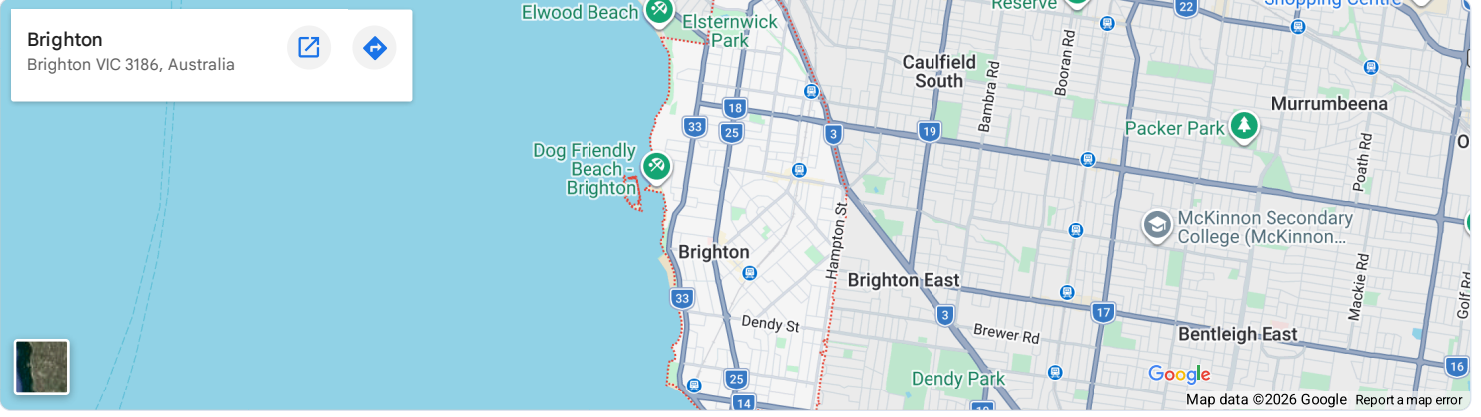 Brighton
Brighton VIC 3186, Australia
Elwood Beach
Elsternwick
Park
Reserve
22
Shopping Centre
Caulfield
South
Bambra Rd
Booran Rd
Murrumbeena
Packer Park
Poath Rd
O
18
33
25
3
19
Dog Friendly
Beach -
Brighton
McKinnon Secondary
College (McKinnon...
Hampton St
Brighton
Brighton East
Mackie Rd
Golf Rd
33
3
17
Dendy St
Brewer Rd
Bentleigh East
16
25
14
Dendy Park
Google
Map data ©2026 Google
Report a map error